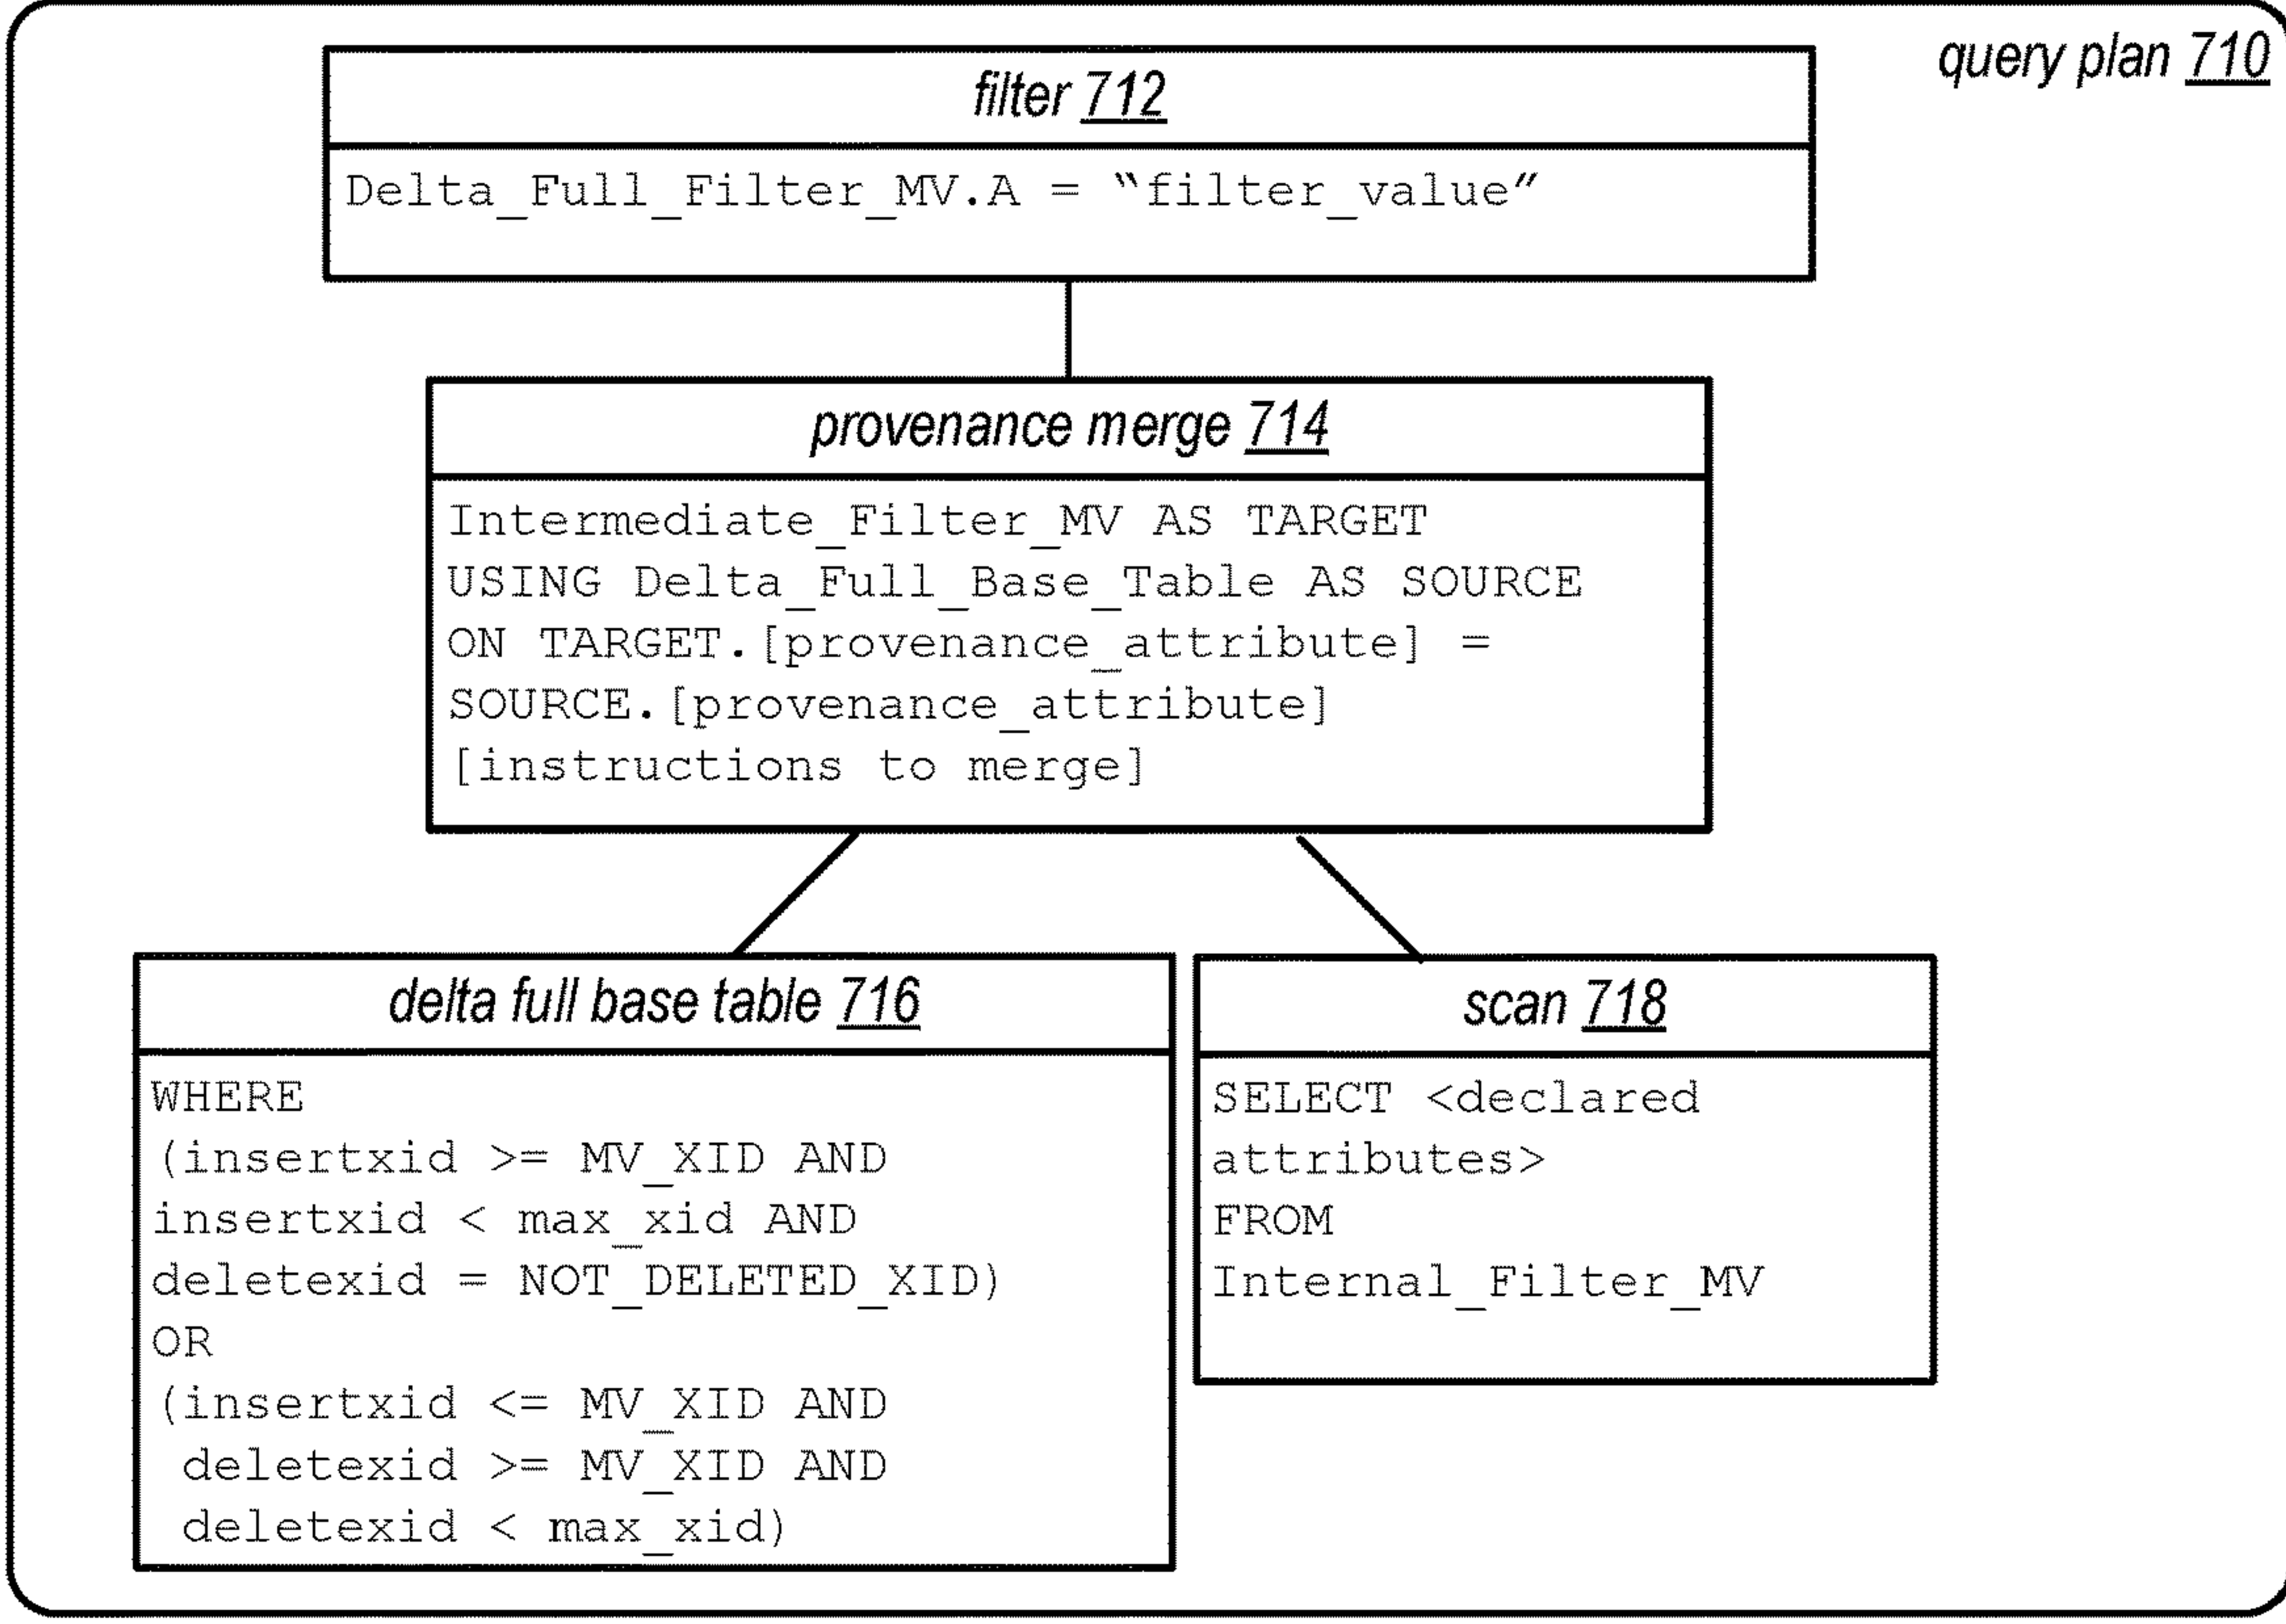 query plan 710
filter 712
Delta_Full_Filter_MV.A = “filter_value”
provenance merge 714
Intermediate_Filter_MV AS TARGET
USING Delta_Full_Base_Table AS SOURCE
ON TARGET.[provenance_attribute] =
SOURCE.[provenance_attribute]
[instructions to merge]
delta full base table 716
WHERE
(insertxid >= MV_XID AND
insertxid < max_xid AND
deletexid = NOT_DELETED_XID)
OR
(insertxid <= MV_XID AND
deletexid >= MV_XID AND
deletexid < max_xid)
scan 718
SELECT <declared
attributes>
FROM
Internal_Filter_MV